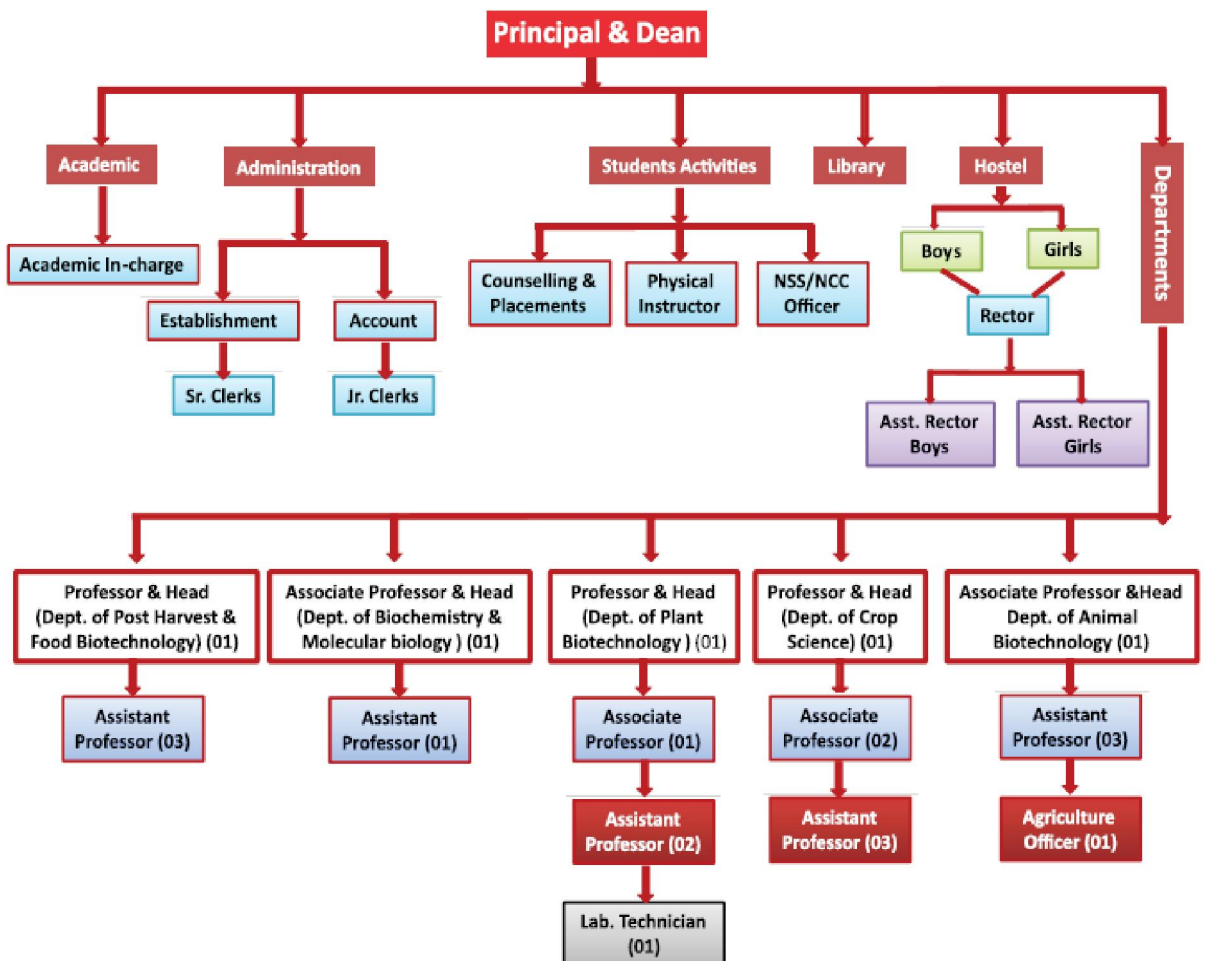 Principal & Dean
Academic
Administration
Students Activities
Library
Hostel
Departments
Academic In-charge
Establishment
Account
Sr. Clerks
Jr. Clerks
Counselling &
Placements
Physical
Instructor
NSS/NCC
Officer
Boys
Girls
Rector
Asst. Rector
Boys
Asst. Rector
Girls
Professor & Head
(Dept. of Post Harvest &
Food Biotechnology) (01)
Associate Professor & Head
(Dept. of Biochemistry &
Molecular biology ) (01)
Professor & Head
(Dept. of Plant
Biotechnology ) (01)
Professor & Head
(Dept. of Crop
Science) (01)
Associate Professor &Head
Dept. of Animal
Biotechnology (01)
Assistant
Professor (03)
Assistant
Professor (01)
Associate
Professor (01)
Associate
Professor (02)
Assistant
Professor (03)
Assistant
Professor (02)
Assistant
Professor (03)
Agriculture
Officer (01)
Lab. Technician
(01)